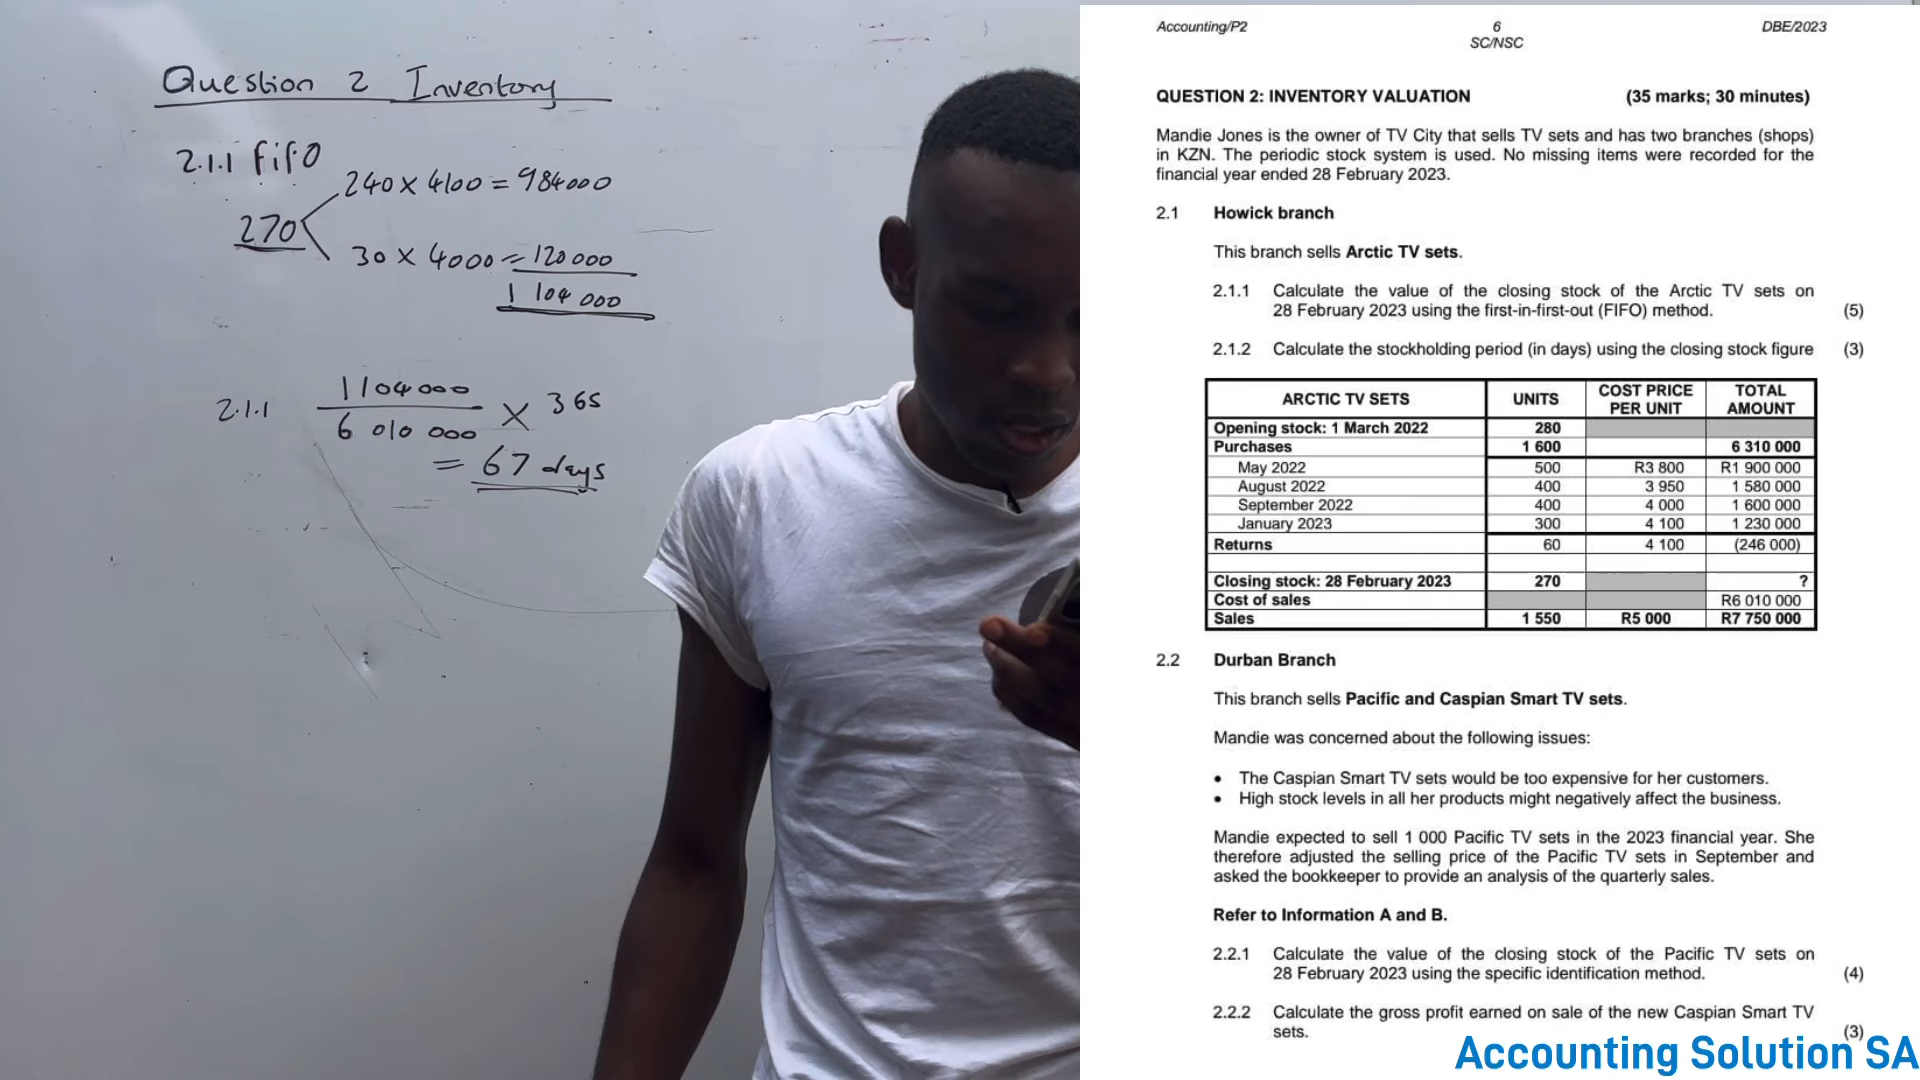 Question 2 Inventory
2.1.1 fifo
240 × 4100 = 984000
270
30 × 4000 = 120 000
1 104 000
2.1.1 1104000 × 365
6 010 000
= 67 days
Accounting/P2 6 DBE/2023
SC/NSC
QUESTION 2: INVENTORY VALUATION (35 marks; 30 minutes)
Mandie Jones is the owner of TV City that sells TV sets and has two branches (shops)
in KZN. The periodic stock system is used. No missing items were recorded for the
financial year ended 28 February 2023.
2.1 Howick branch
This branch sells Arctic TV sets.
2.1.1 Calculate the value of the closing stock of the Arctic TV sets on
28 February 2023 using the first-in-first-out (FIFO) method. (5)
2.1.2 Calculate the stockholding period (in days) using the closing stock figure (3)
ARCTIC TV SETS UNITS COST PRICE PER UNIT TOTAL AMOUNT
Opening stock: 1 March 2022 280
Purchases 1 600 6 310 000
May 2022 500 R3 800 R1 900 000
August 2022 400 3 950 1 580 000
September 2022 400 4 000 1 600 000
January 2023 300 4 100 1 230 000
Returns 60 4 100 (246 000)
Closing stock: 28 February 2023 270 ?
Cost of sales R6 010 000
Sales 1 550 R5 000 R7 750 000
2.2 Durban Branch
This branch sells Pacific and Caspian Smart TV sets.
Mandie was concerned about the following issues:
• The Caspian Smart TV sets would be too expensive for her customers.
• High stock levels in all her products might negatively affect the business.
Mandie expected to sell 1 000 Pacific TV sets in the 2023 financial year. She
therefore adjusted the selling price of the Pacific TV sets in September and
asked the bookkeeper to provide an analysis of the quarterly sales.
Refer to Information A and B.
2.2.1 Calculate the value of the closing stock of the Pacific TV sets on
28 February 2023 using the specific identification method. (4)
2.2.2 Calculate the gross profit earned on sale of the new Caspian Smart TV
sets. (3)
Accounting Solution SA